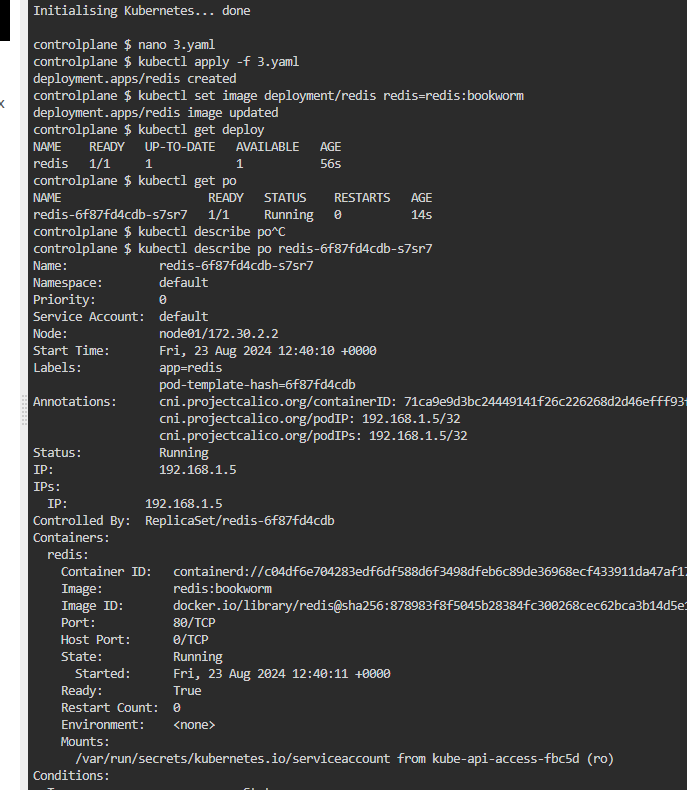 Initialising Kubernetes... done
controlplane $ nano 3.yaml
controlplane $ kubectl apply -f 3.yaml
deployment.apps/redis created
controlplane $ kubectl set image deployment/redis redis=redis:bookworm
deployment.apps/redis image updated
controlplane $ kubectl get deploy
NAME    READY   UP-TO-DATE   AVAILABLE   AGE
redis   1/1     1            1           56s
controlplane $ kubectl get po
NAME                     READY   STATUS    RESTARTS   AGE
redis-6f87fd4cdb-s7sr7   1/1     Running   0          14s
controlplane $ kubectl describe po^C
controlplane $ kubectl describe po redis-6f87fd4cdb-s7sr7
Name:             redis-6f87fd4cdb-s7sr7
Namespace:        default
Priority:         0
Service Account:  default
Node:             node01/172.30.2.2
Start Time:       Fri, 23 Aug 2024 12:40:10 +0000
Labels:           app=redis
                  pod-template-hash=6f87fd4cdb
Annotations:      cni.projectcalico.org/containerID: 71ca9e9d3bc24449141f26c226268d2d46efff93
                  cni.projectcalico.org/podIP: 192.168.1.5/32
                  cni.projectcalico.org/podIPs: 192.168.1.5/32
Status:           Running
IP:               192.168.1.5
IPs:
  IP:           192.168.1.5
Controlled By:  ReplicaSet/redis-6f87fd4cdb
Containers:
  redis:
    Container ID:   containerd://c04df6e704283edf6df588d6f3498dfeb6c89de36968ecf433911da47af17
    Image:          redis:bookworm
    Image ID:       docker.io/library/redis@sha256:878983f8f5045b28384fc300268cec62bca3b14d5e
    Port:           80/TCP
    Host Port:      0/TCP
    State:          Running
      Started:      Fri, 23 Aug 2024 12:40:11 +0000
    Ready:          True
    Restart Count:  0
    Environment:    <none>
    Mounts:
      /var/run/secrets/kubernetes.io/serviceaccount from kube-api-access-fbc5d (ro)
Conditions: